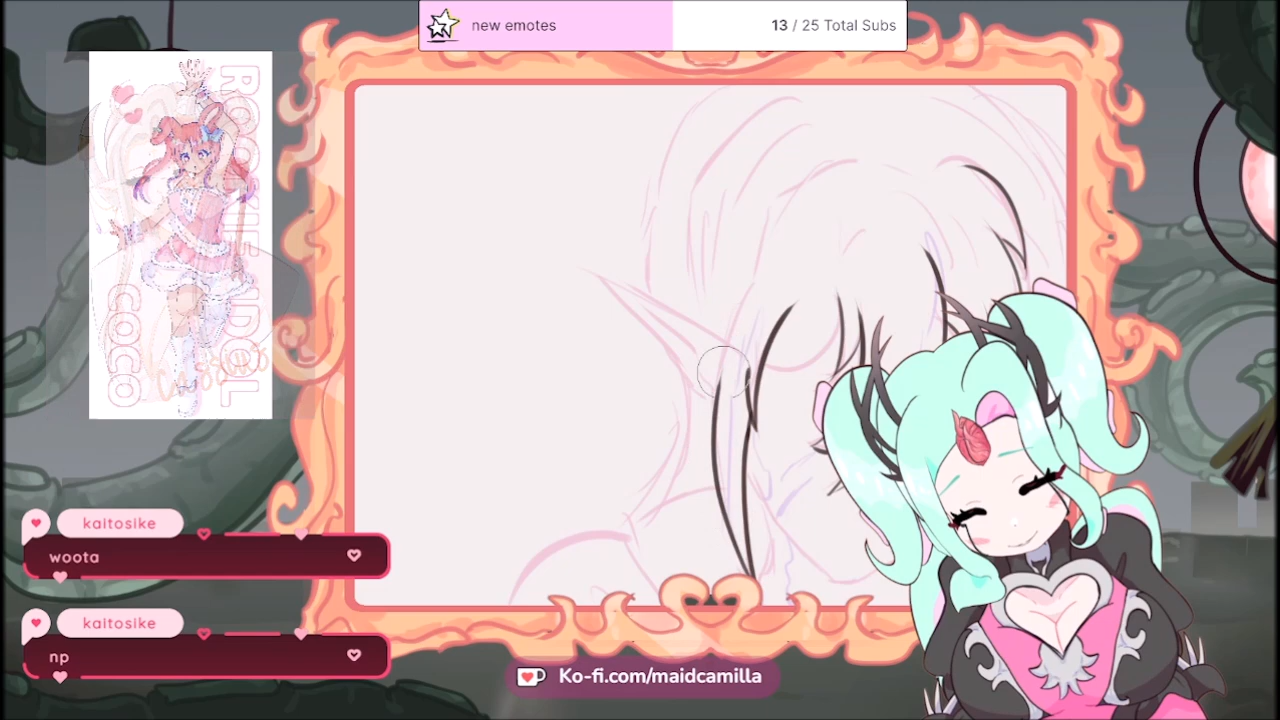 new emotes
13 / 25 Total Subs
ROOKIE IDOL
COCO
kaitosike
woota
kaitosike
np
Ko-fi.com/maidcamilla